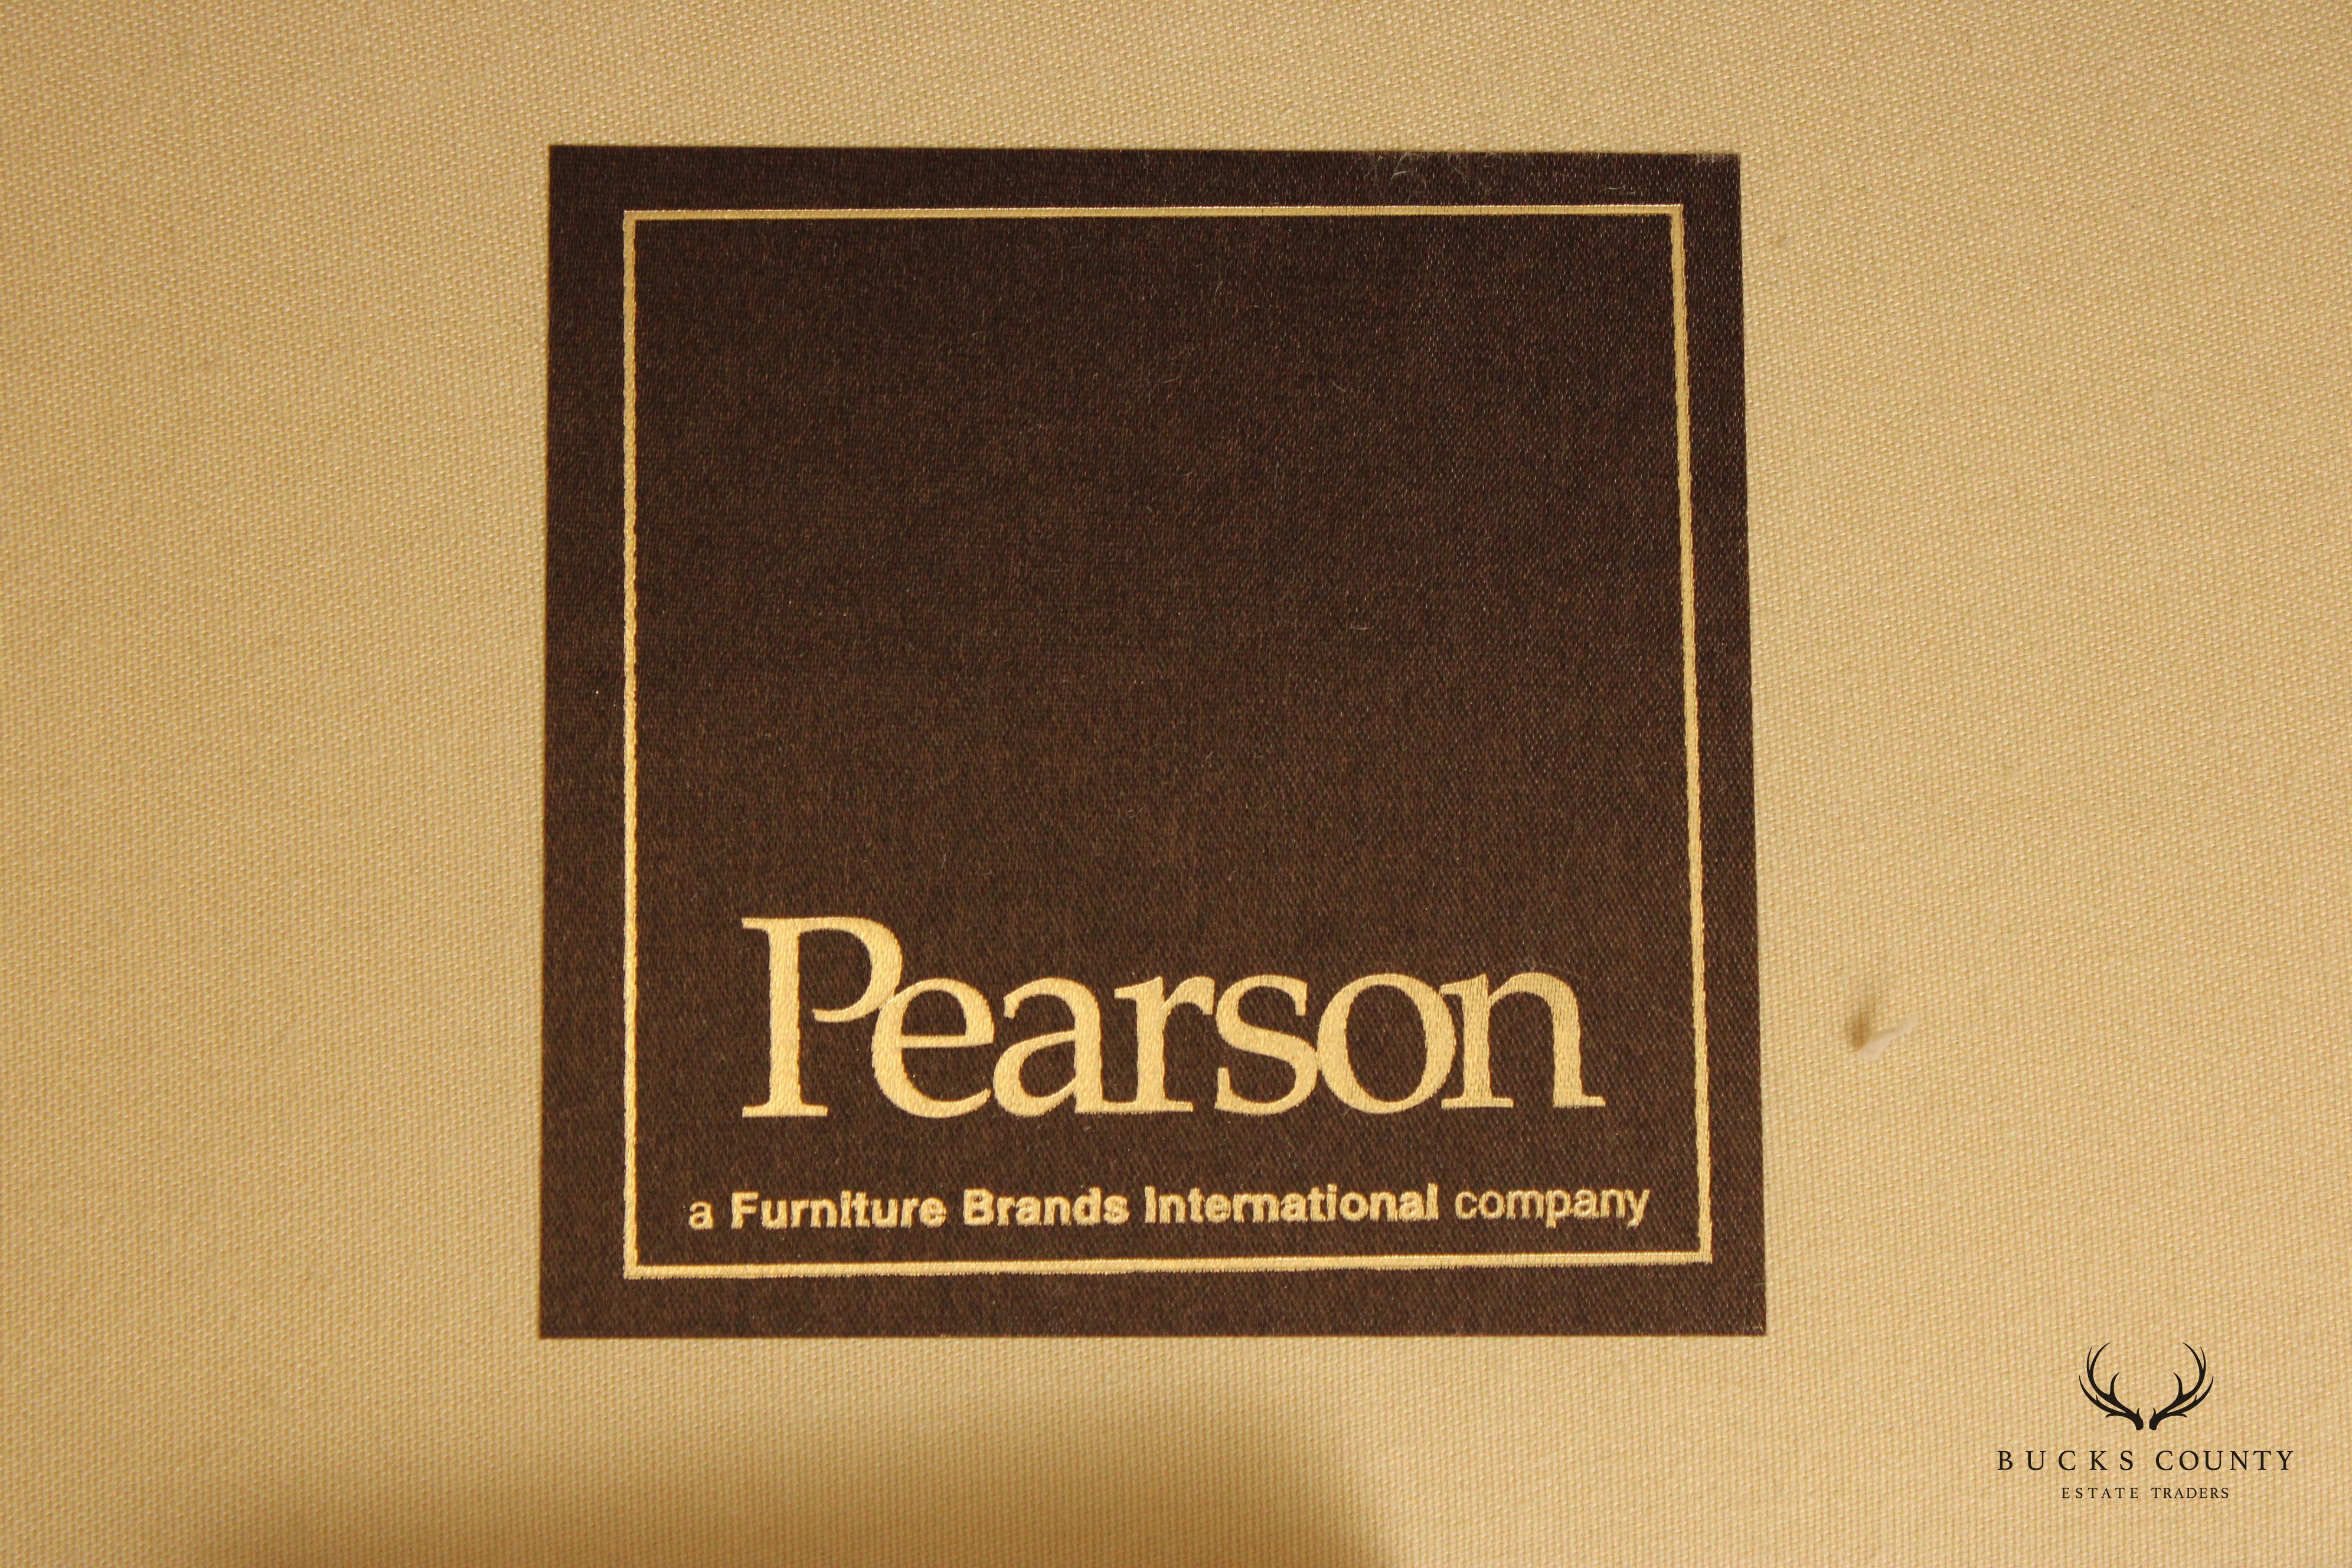 Pearson
a Furniture Brands International company
BUCKS COUNTY
ESTATE TRADERS